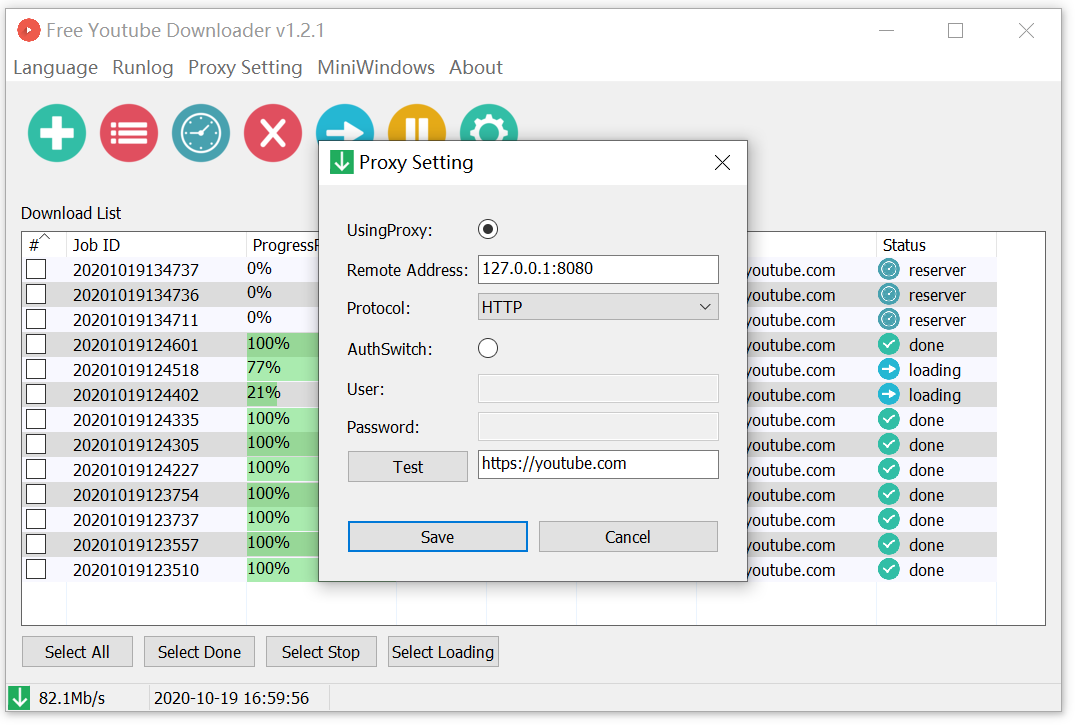 Free Youtube Downloader v1.2.1
Language Runlog Proxy Setting MiniWindows About
Download List
# Job ID Progress Status
20201019134737 0% youtube.com reserver
20201019134736 0% youtube.com reserver
20201019134711 0% youtube.com reserver
20201019124601 100% youtube.com done
20201019124518 77% youtube.com loading
20201019124402 21% youtube.com loading
20201019124335 100% youtube.com done
20201019124305 100% youtube.com done
20201019124227 100% youtube.com done
20201019123754 100% youtube.com done
20201019123737 100% youtube.com done
20201019123557 100% youtube.com done
20201019123510 100% youtube.com done
Proxy Setting
UsingProxy:
Remote Address: 127.0.0.1:8080
Protocol: HTTP
AuthSwitch:
User:
Password:
Test https://youtube.com
Save Cancel
Select All Select Done Select Stop Select Loading
82.1Mb/s 2020-10-19 16:59:56